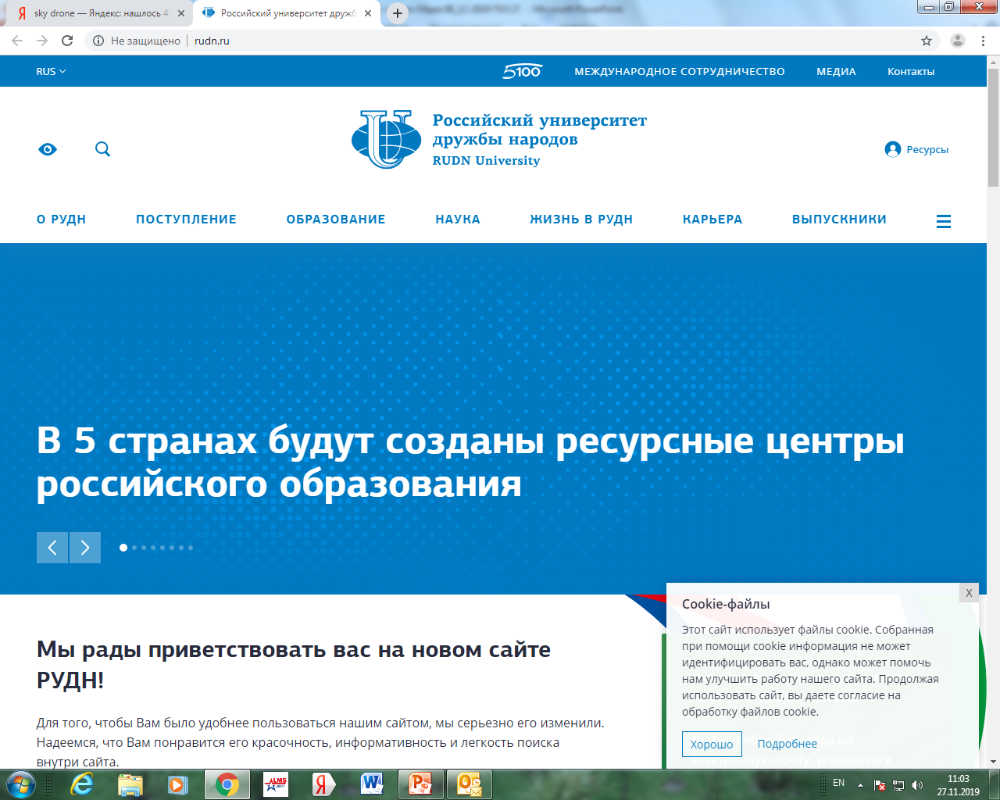 sky drone — Яндекс: нашлось
Российский университет друж
Microsoft PowerPoint
Не защищено
rudn.ru
RUS
5100
МЕЖДУНАРОДНОЕ СОТРУДНИЧЕСТВО
МЕДИА
Контакты
Российский университет
дружбы народов
RUDN University
Ресурсы
О РУДН
ПОСТУПЛЕНИЕ
ОБРАЗОВАНИЕ
НАУКА
ЖИЗНЬ В РУДН
КАРЬЕРА
ВЫПУСКНИКИ
В 5 странах будут созданы ресурсные центры
российского образования
Мы рады приветствовать вас на новом сайте
РУДН!
Для того, чтобы Вам было удобнее пользоваться нашим сайтом, мы серьезно его изменили.
Надеемся, что Вам понравится его красочность, информативность и легкость поиска
внутри сайта.
X
Cookie-файлы
Этот сайт использует файлы cookie. Собранная
при помощи cookie информация не может
идентифицировать вас, однако может помочь
нам улучшить работу нашего сайта. Продолжая
использовать сайт, вы даете согласие на
обработку файлов cookie.
Хорошо
Подробнее
электронную почту, указанную в
ALMS
EN
11:03
27.11.2019